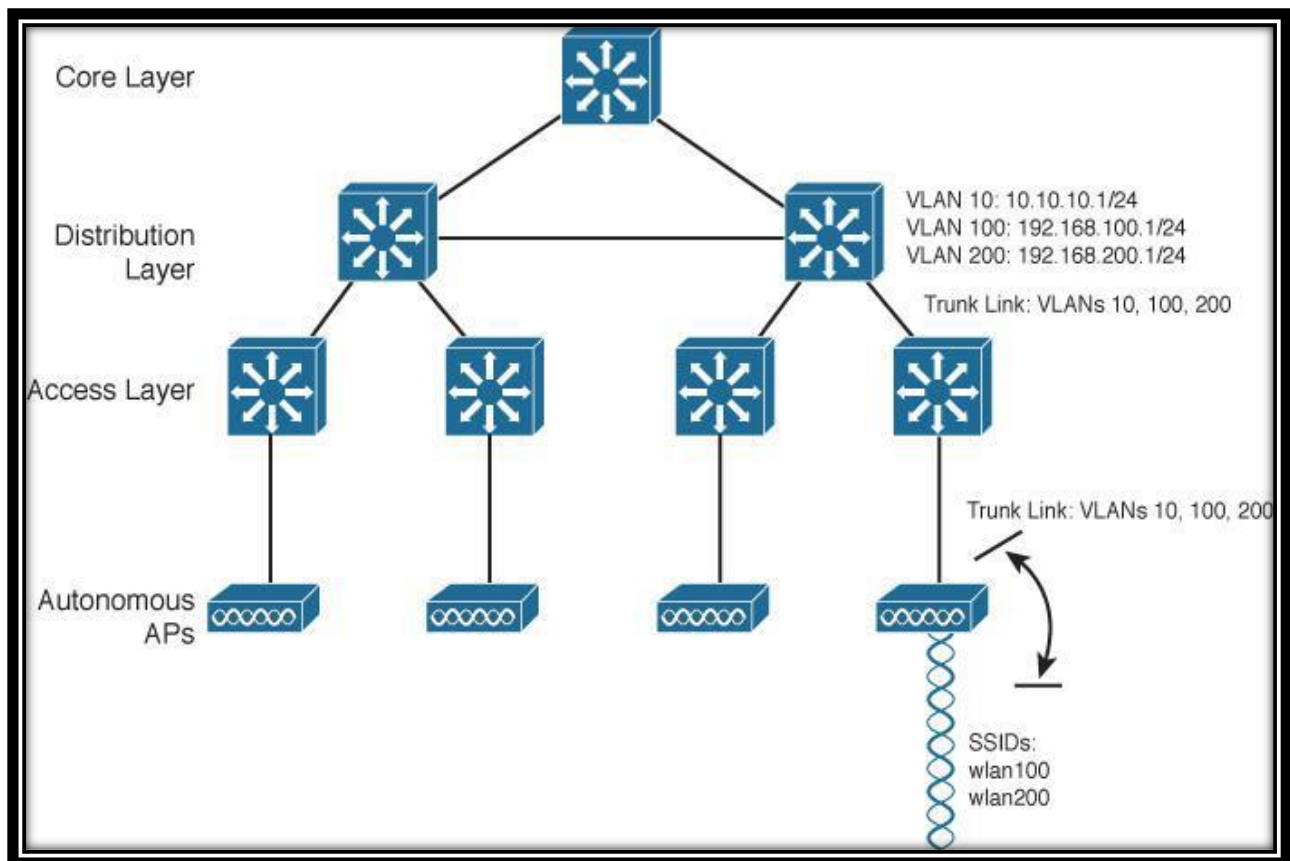 Core Layer
Distribution
Layer
VLAN 10: 10.10.10.1/24
VLAN 100: 192.168.100.1/24
VLAN 200: 192.168.200.1/24
Trunk Link: VLANs 10, 100, 200
Access Layer
Trunk Link: VLANs 10, 100, 200
Autonomous
APs
SSIDs:
wlan100
wlan200